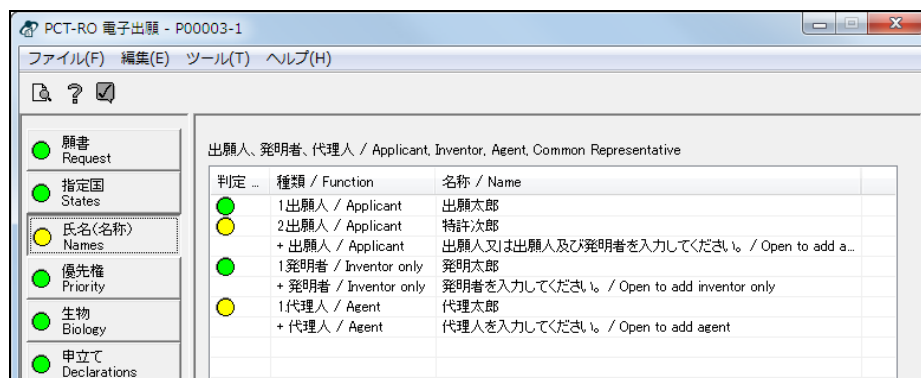 PCT-RO 電子出願 - P00003-1
ファイル(F) 編集(E) ツール(T) ヘルプ(H)
願書
Request
指定国
States
氏名(名称)
Names
優先権
Priority
生物
Biology
申立て
Declarations
出願人、発明者、代理人 / Applicant, Inventor, Agent, Common Representative
判定 ... 種類 / Function 名称 / Name
1出願人 / Applicant 出願太郎
2出願人 / Applicant 特許次郎
+ 出願人 / Applicant 出願人又は出願人及び発明者を入力してください。 / Open to add a...
1発明者 / Inventor only 発明太郎
+ 発明者 / Inventor only 発明者を入力してください。 / Open to add inventor only
1代理人 / Agent 代理太郎
+ 代理人 / Agent 代理人を入力してください。 / Open to add agent